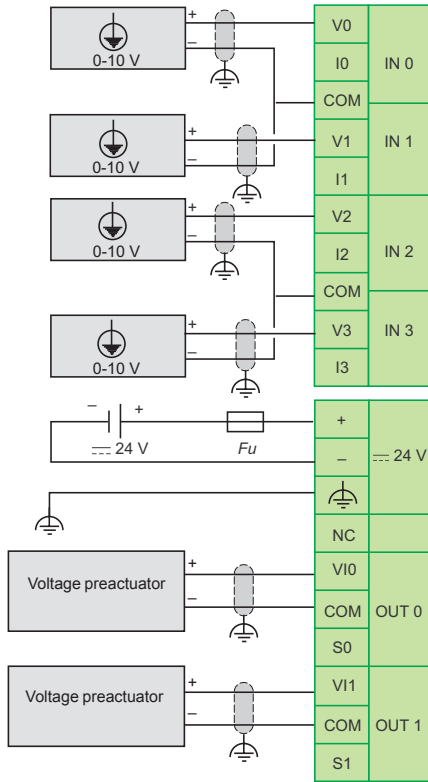 + V0
0-10 V
– I0 IN 0
COM
+ V1 IN 1
0-10 V
– I1
+ V2
0-10 V
– I2 IN 2
COM
+ V3 IN 3
0-10 V
– I3
– + +
24 V Fu – 24 V
NC
Voltage preactuator + VI0
– COM OUT 0
S0
Voltage preactuator + VI1
– COM OUT 1
S1